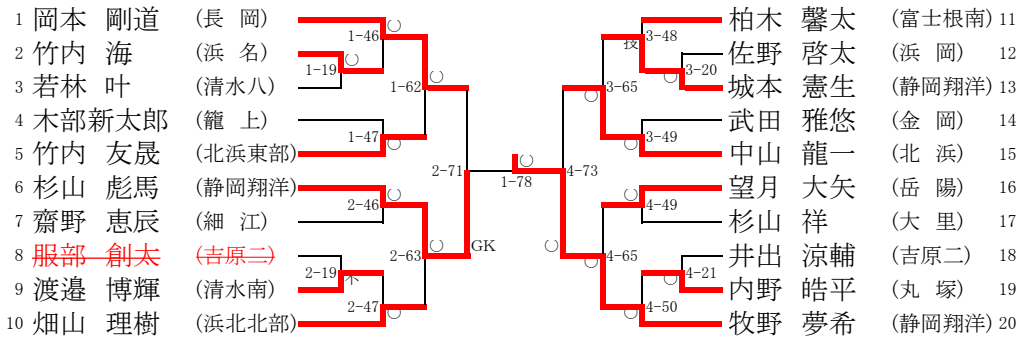 1 岡本 剛道 (長 岡)
2 竹内 海 (浜 名)
3 若林 叶 (清水八)
4 木部新太郎 (籠 上)
5 竹内 友晟 (北浜東部)
6 杉山 彪馬 (静岡翔洋)
7 齋野 恵辰 (細 江)
8 服部 創太 (吉原二)
9 渡邉 博輝 (清水南)
10 畑山 理樹 (浜北北部)
1-46
〇
1-19
〇
1-62
〇
1-47
〇
2-71
GK
2-46
〇
2-63
〇
2-19
2-47
〇
1-78
〇
技
3-48
3-20
〇
3-65
〇
3-49
〇
4-73
〇
4-49
〇
4-65
〇
4-21
〇
4-50
〇
柏木 馨太 (富士根南) 11
佐野 啓太 (浜 岡) 12
城本 憲生 (静岡翔洋) 13
武田 雅悠 (金 岡) 14
中山 龍一 (北 浜) 15
望月 大矢 (岳 陽) 16
杉山 祥 (大 里) 17
井出 涼輔 (吉原二) 18
内野 皓平 (丸 塚) 19
牧野 夢希 (静岡翔洋) 20